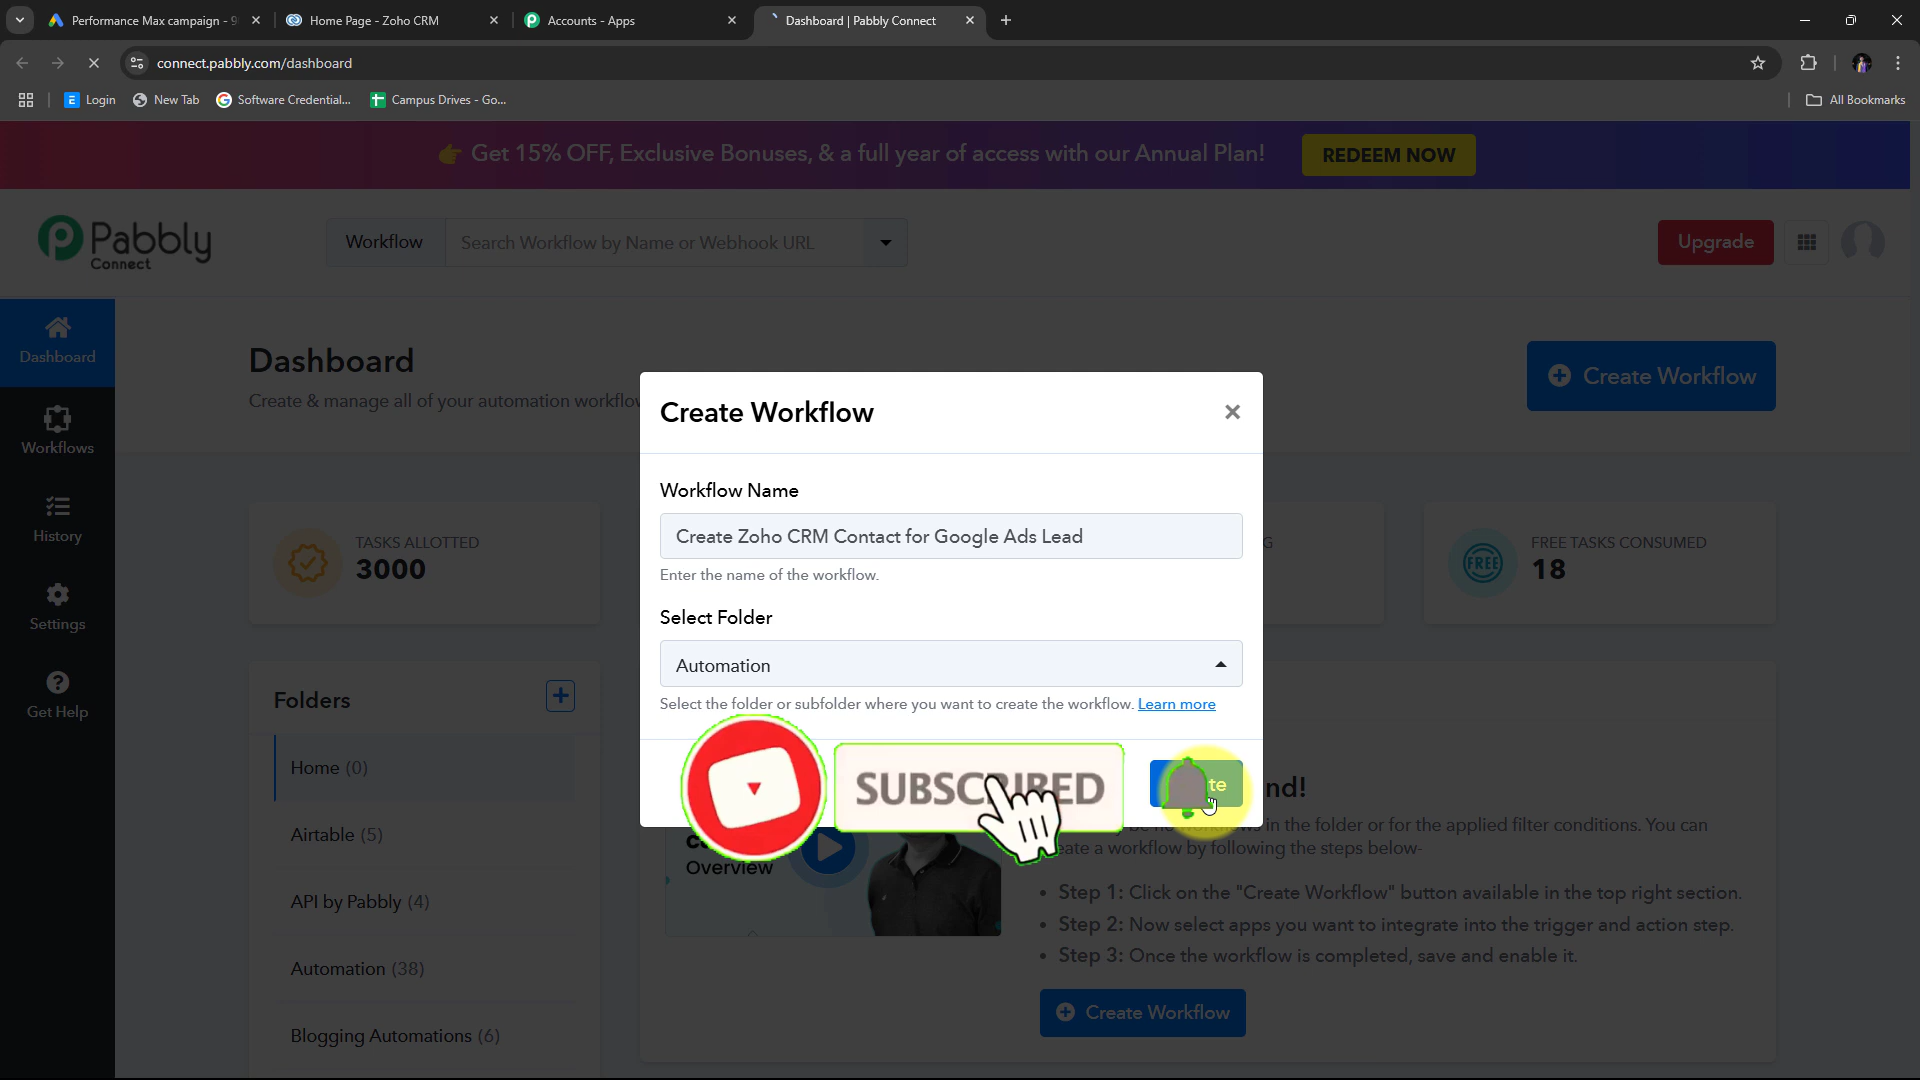 Performance Max campaign - 9
Home Page - Zoho CRM
Accounts - Apps
Dashboard | Pabbly Connect
connect.pabbly.com/dashboard
Login
New Tab
Software Credential...
Campus Drives - Go...
All Bookmarks
Get 15% OFF, Exclusive Bonuses, & a full year of access with our Annual Plan!
REDEEM NOW
Pabbly
Connect
Workflow
Search Workflow by Name or Webhook URL
Upgrade
Dashboard
Workflows
History
Settings
Get Help
Dashboard
Create & manage all of your automation workflow
Create Workflow
TASKS ALLOTTED
3000
G
FREE TASKS CONSUMED
FREE
18
Folders
Home (0)
Airtable (5)
API by Pabbly (4)
Automation (38)
Blogging Automations (6)
Create Workflow
Workflow Name
Create Zoho CRM Contact for Google Ads Lead
Enter the name of the workflow.
Select Folder
Automation
Select the folder or subfolder where you want to create the workflow. Learn more
SUBSCRIBED
te
nd!
in the folder or for the applied filter conditions. You can
ate a workflow by following the steps below-
Overview
• Step 1: Click on the "Create Workflow" button available in the top right section.
• Step 2: Now select apps you want to integrate into the trigger and action step.
• Step 3: Once the workflow is completed, save and enable it.
Create Workflow